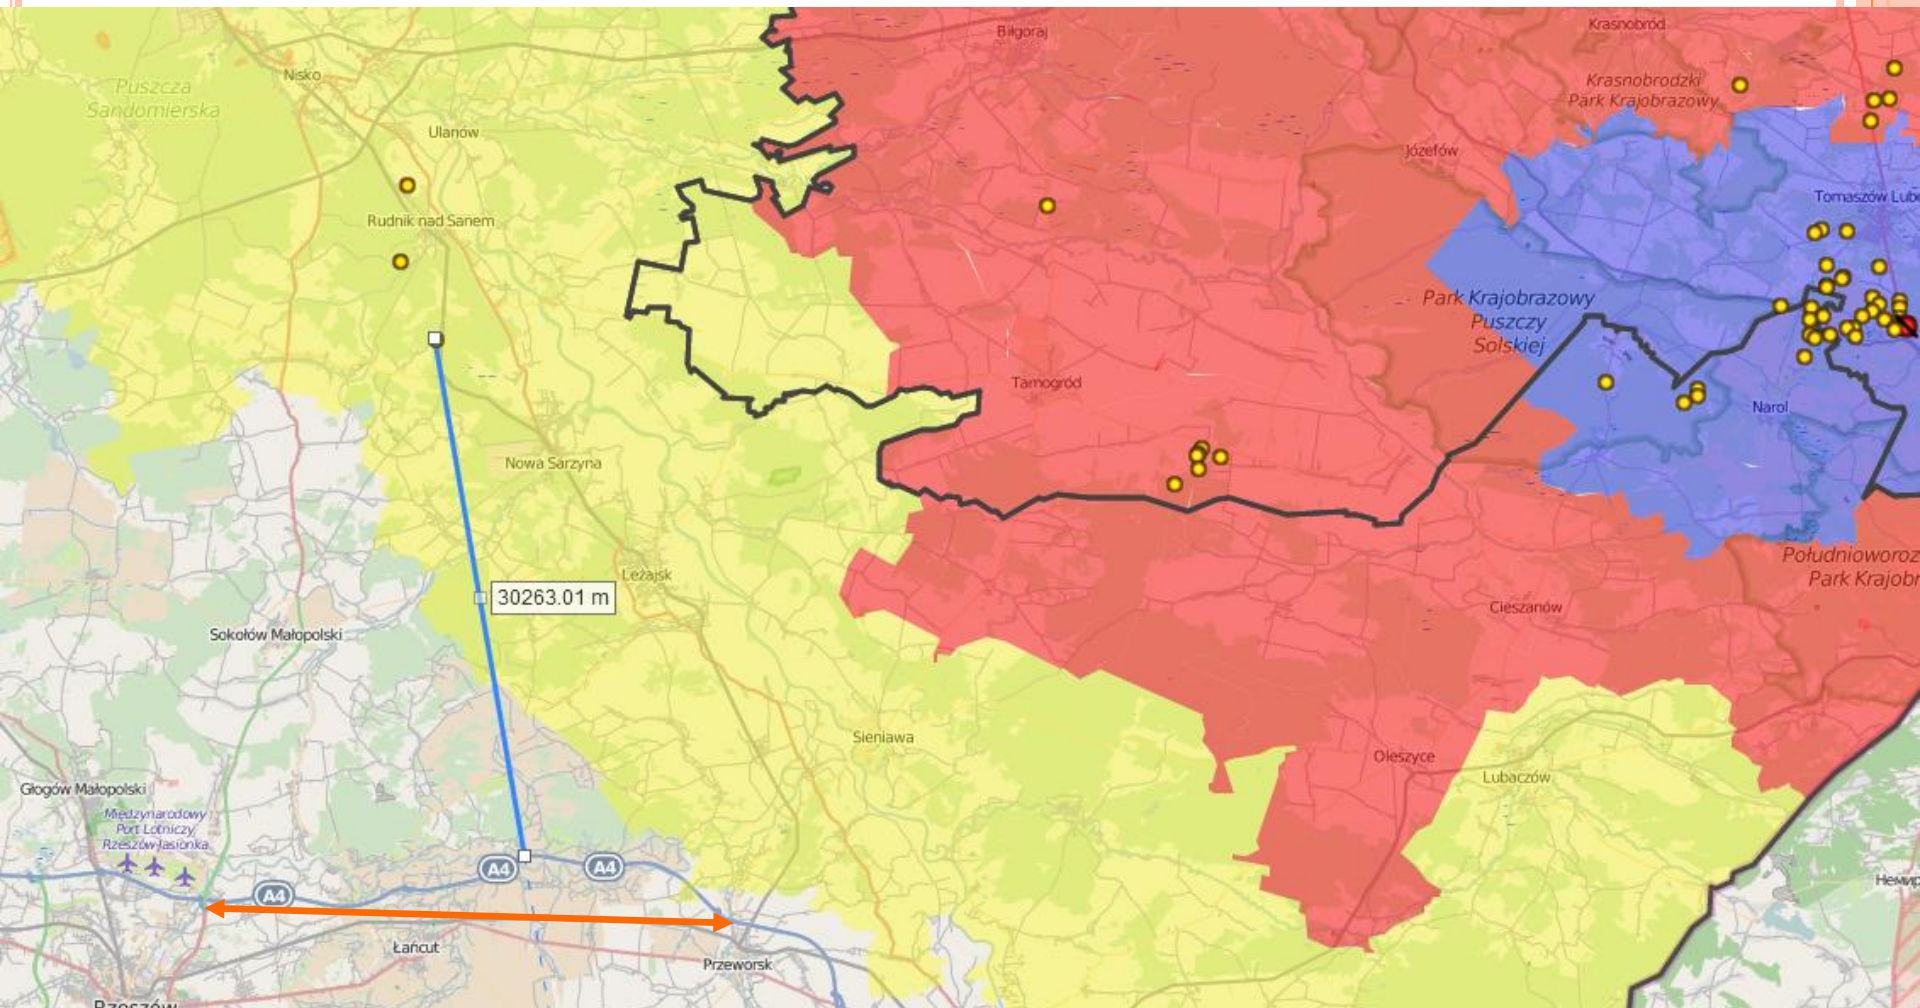 Krasnobród
Biłgoraj
Nisko
Puszcza
Sandomierska
Krasnobrodzki
Park Krajobrazowy
Ulanów
Józefów
Tomaszów Lube
Rudnik nad Sanem
Park Krajobrazowy
Puszczy
Solskiej
Tarnogród
Narol
Nowa Sarzyna
Południoworoz
Park Krajobr
Leżajsk
30263.01 m
Cieszanów
Sokołów Małopolski
Sieniawa
Oleszyce
Lubaczów
Głogów Małopolski
Międzynarodowy
Port Lotniczy
Rzeszów-Jasionka
A4
A4
A4
Немир
Łańcut
Przeworsk
Rzeszów